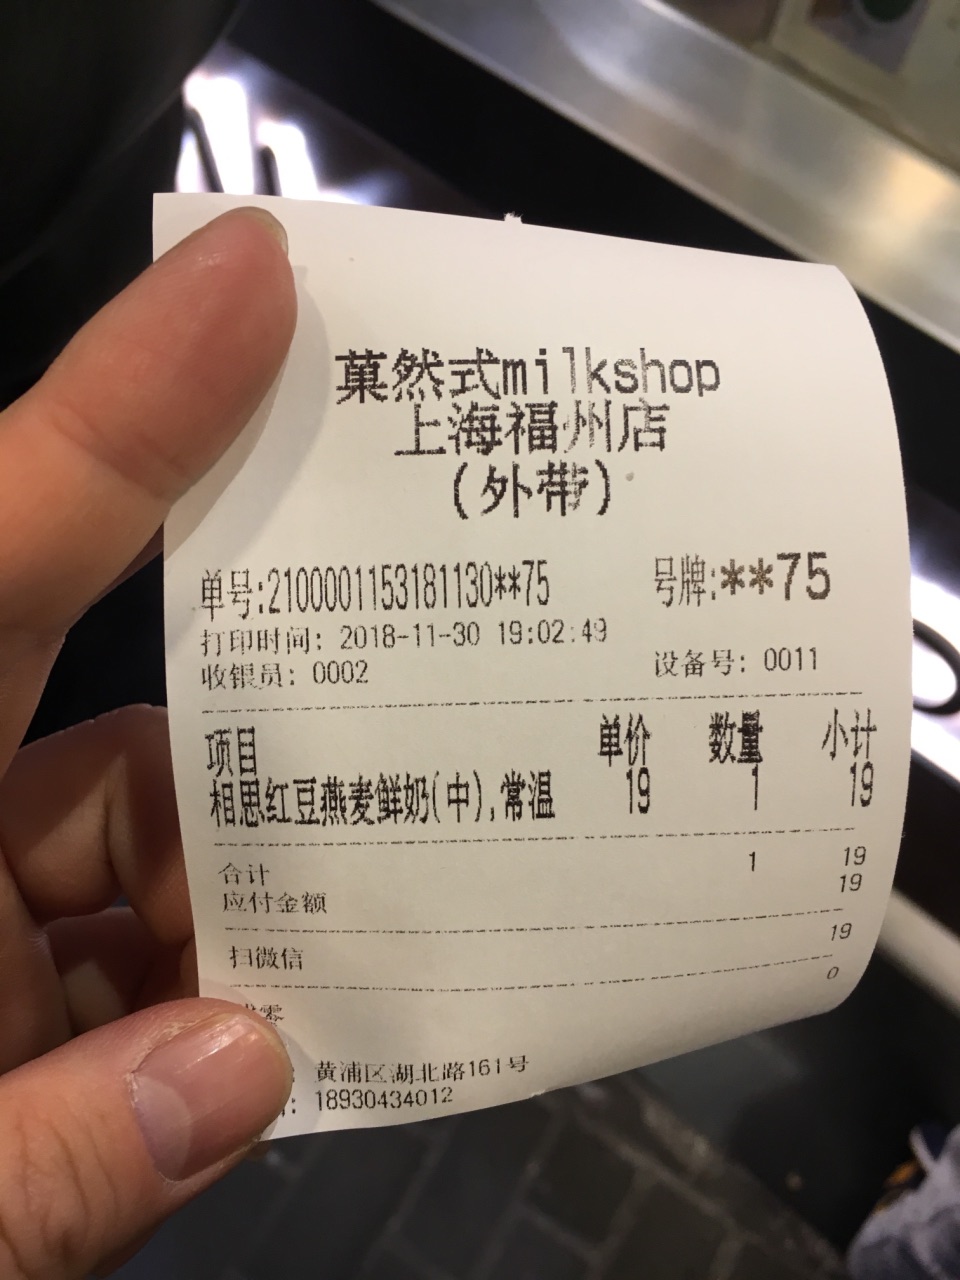 菓然式milkshop
上海福州店
(外带)
单号:2100001153181130**75 号牌:**75
打印时间: 2018-11-30 19:02:49
收银员: 0002 设备号: 0011
项目 单价 数量 小计
相思红豆燕麦鲜奶(中),常温 19 1 19
合计 1 19
应付金额 19
扫微信 19
零 0
黄浦区湖北路161号
: 18930434012